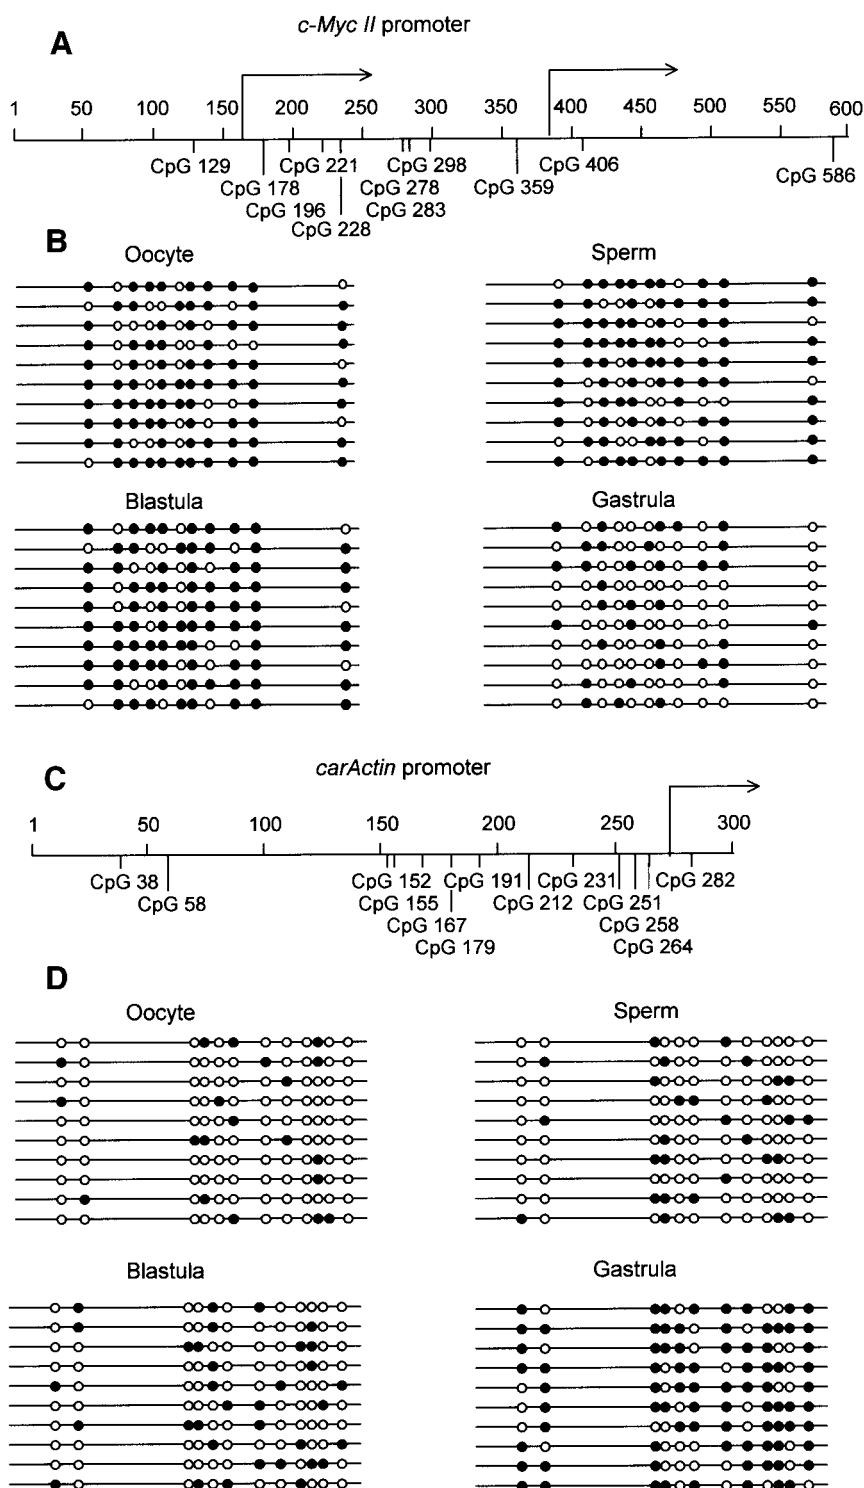 A
c-Myc II promoter
1 50 100 150 200 250 300 350 400 450 500 550 600
CpG 129 CpG 221 CpG 298 CpG 406
CpG 178 CpG 278 CpG 359 CpG 586
CpG 196 CpG 283
CpG 228
B
Oocyte Sperm
Blastula Gastrula
C
carActin promoter
1 50 100 150 200 250 300
CpG 38 CpG 152 CpG 191 CpG 231 CpG 282
CpG 58 CpG 155 CpG 212 CpG 251
CpG 167 CpG 258
CpG 179 CpG 264
D
Oocyte Sperm
Blastula Gastrula